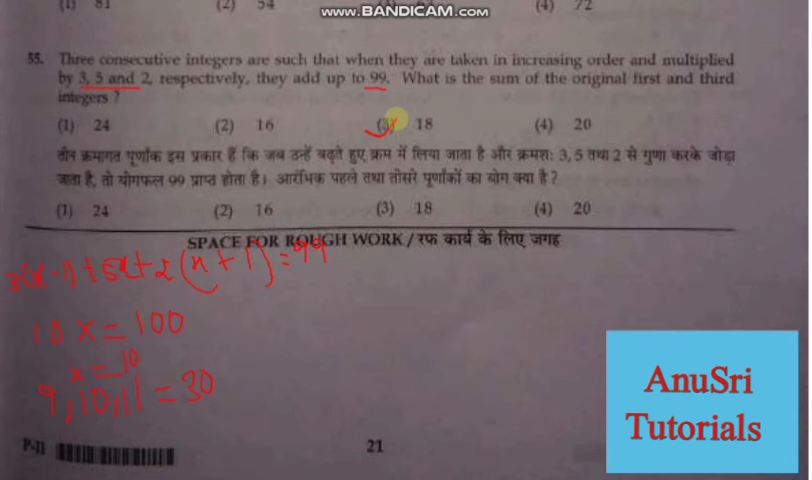 www.BANDICAM.com
(1) 81 (2) 54 (4) 72
55. Three consecutive integers are such that when they are taken in increasing order and multiplied
by 3, 5 and 2, respectively, they add up to 99. What is the sum of the original first and third
integers ?
(1) 24 (2) 16 (3) 18 (4) 20
तीन क्रमागत पूर्णांक इस प्रकार हैं कि जब उन्हें बढ़ते हुए क्रम में लिया जाता है और क्रमशः 3, 5 तथा 2 से गुणा करके जोड़ा
जाता है, तो योगफल 99 प्राप्त होता है। आरंभिक पहले तथा तीसरे पूर्णांकों का योग क्या है ?
(1) 24 (2) 16 (3) 18 (4) 20
SPACE FOR ROUGH WORK / रफ कार्य के लिए जगह
3(x-1)+5x+2(x+1)=99
10x=100
x=10
9,10,11=30
AnuSri
Tutorials
P-II 21